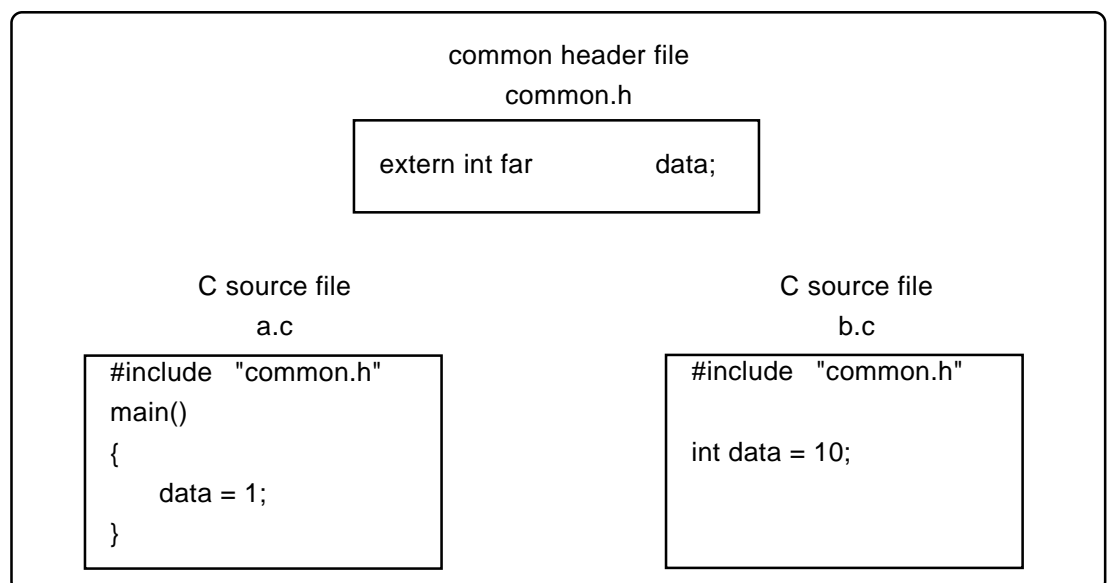 common header file
common.h
extern int far data;
C source file
a.c
#include "common.h"
main()
{
data = 1;
}
C source file
b.c
#include "common.h"
int data = 10;